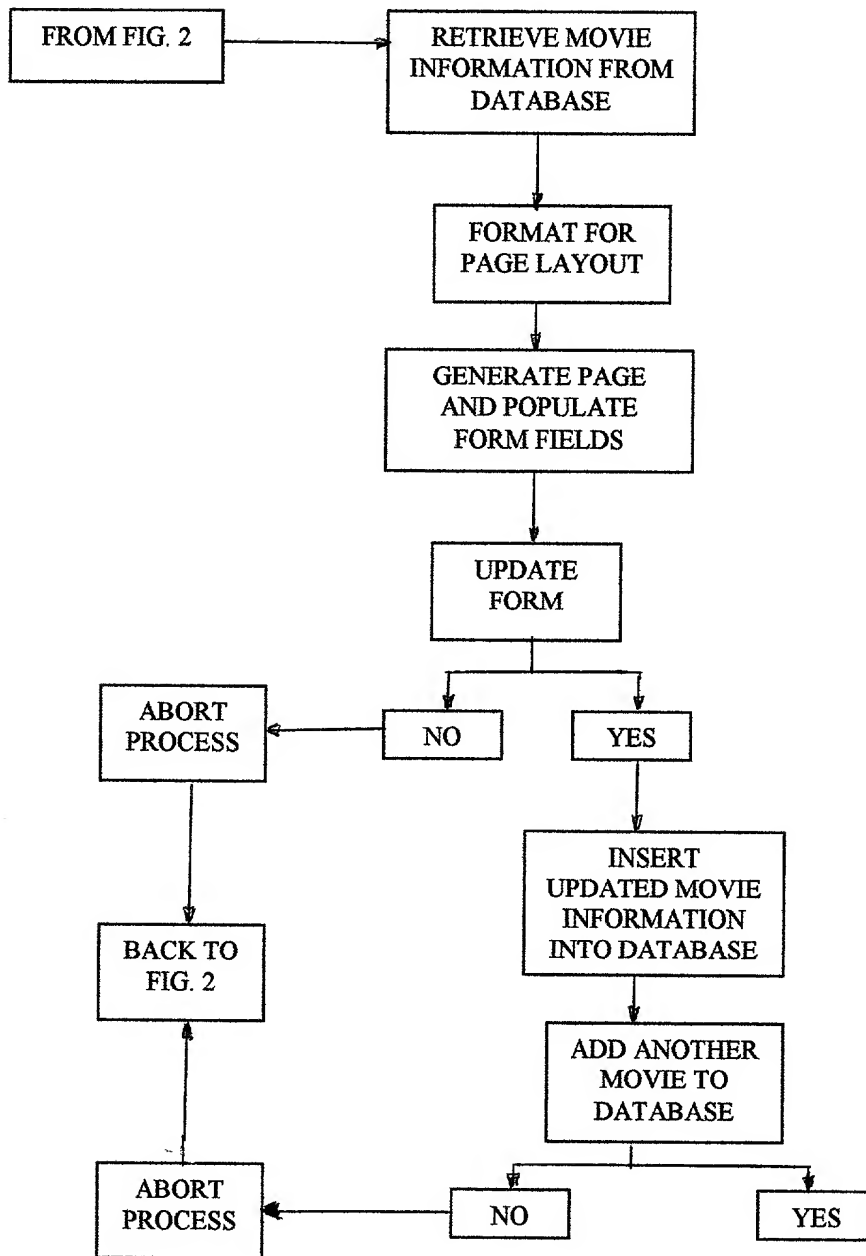 FROM FIG. 2
RETRIEVE MOVIE
INFORMATION FROM
DATABASE
FORMAT FOR
PAGE LAYOUT
GENERATE PAGE
AND POPULATE
FORM FIELDS
UPDATE
FORM
ABORT
PROCESS
NO
YES
INSERT
UPDATED MOVIE
INFORMATION
INTO DATABASE
BACK TO
FIG. 2
ADD ANOTHER
MOVIE TO
DATABASE
ABORT
PROCESS
NO
YES